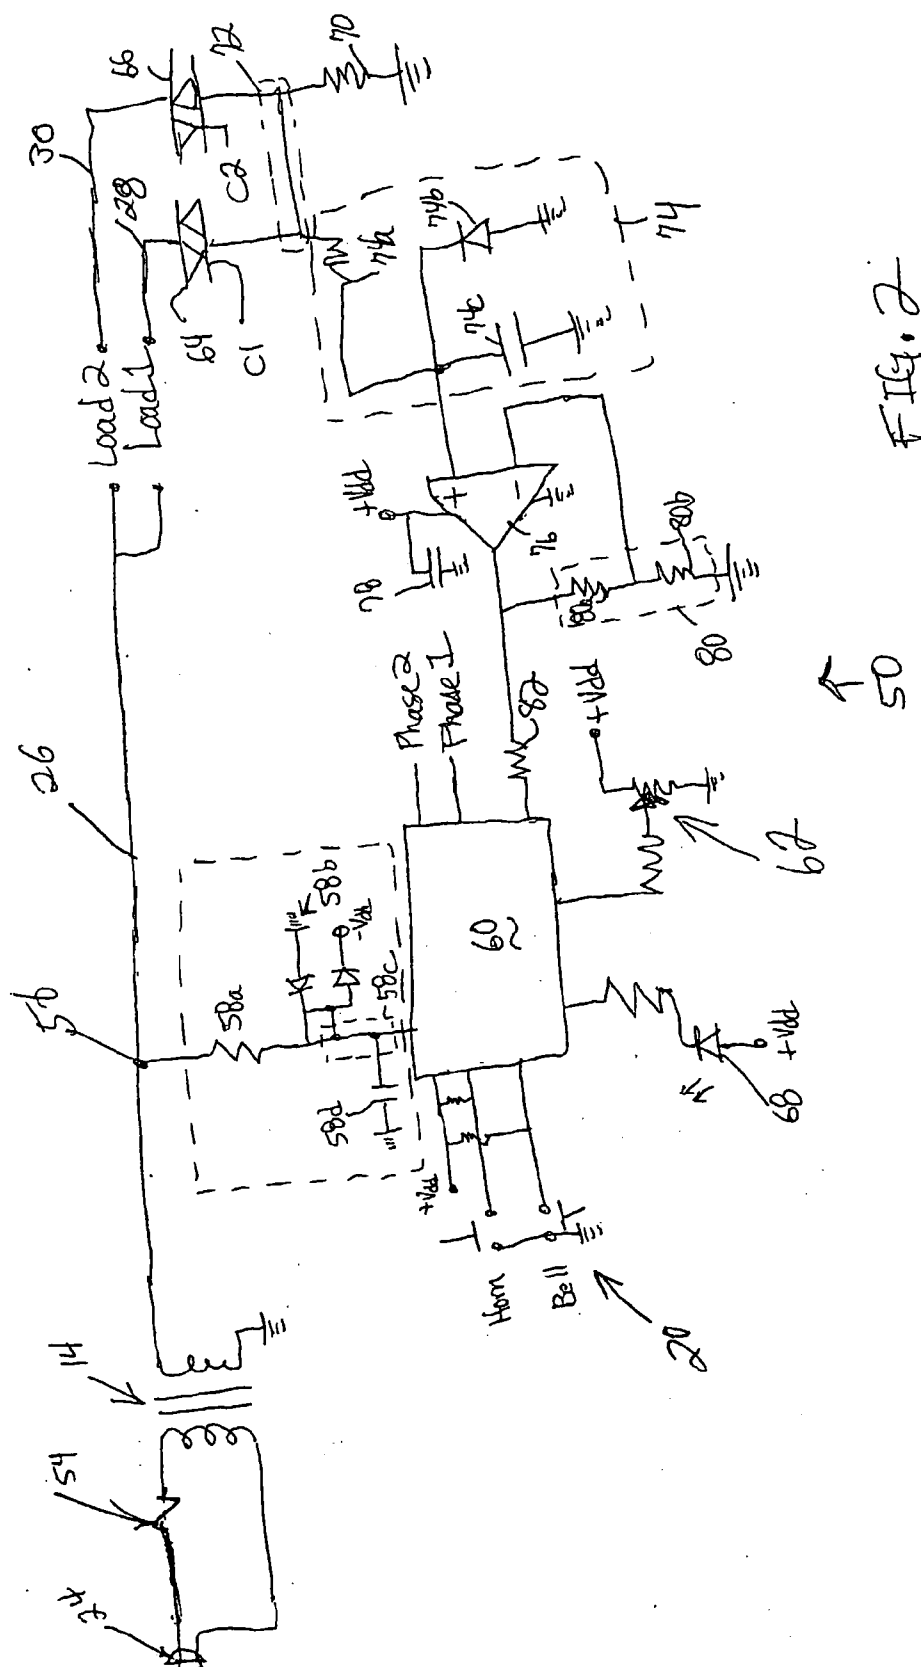 24
54
14
56
26
Load 2
Load 1
30
28
66
64
C1
C2
72
70
58a
58b
-Vdd
58c
58d
60
Phase 2
Phase 1
78
+Vdd
+
-
76
74a
74b
74c
74
80a
80b
80
82
+Vdd
62
+Vdd
68
+Vdd
Horn
Bell
20
50
FIG. 2